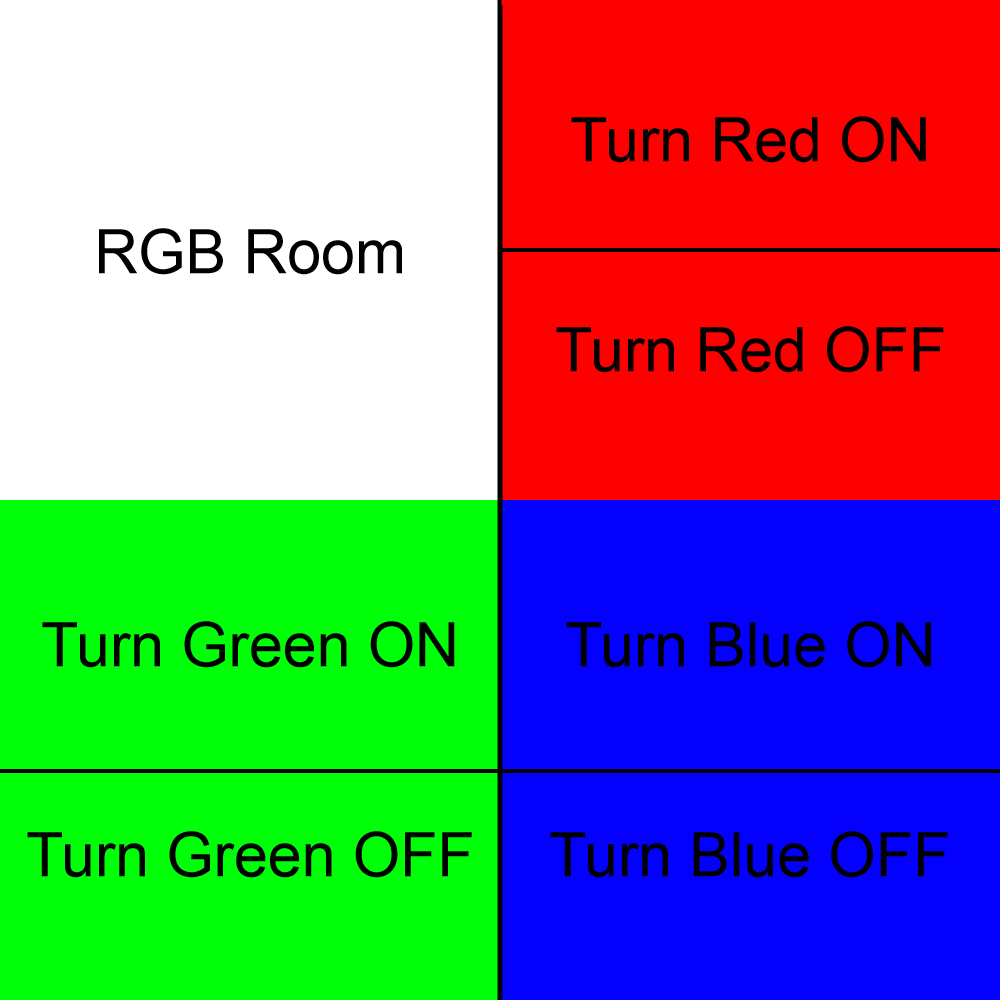 RGB Room
Turn Red ON
Turn Red OFF
Turn Green ON
Turn Green OFF
Turn Blue ON
Turn Blue OFF